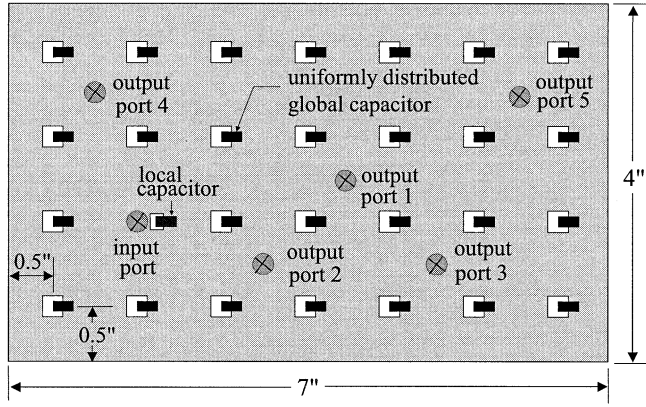 output
port 4
uniformly distributed
global capacitor
output
port 5
local
capacitor
output
port 1
4"
input
port
output
port 2
output
port 3
0.5"
0.5"
7"